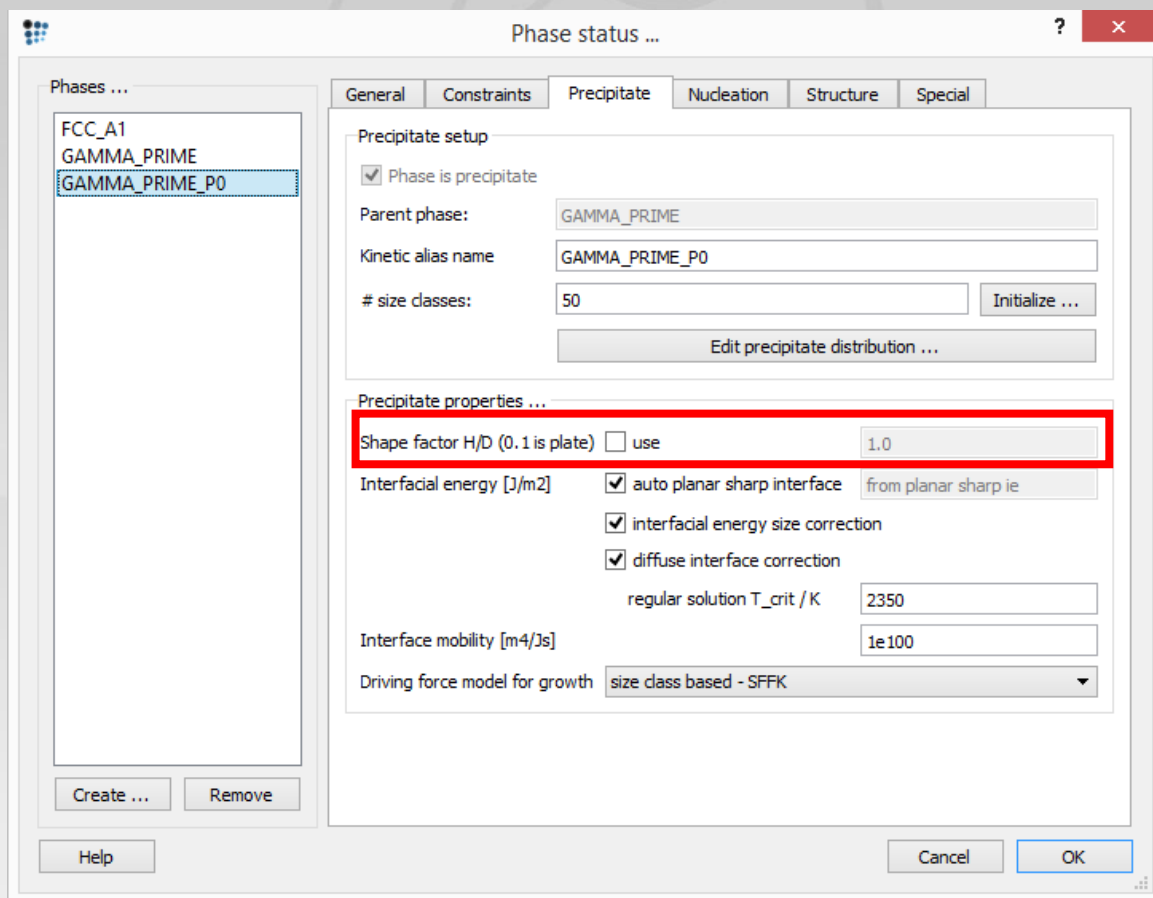 Phase status ...
?
Phases ...
FCC_A1
GAMMA_PRIME
GAMMA_PRIME_P0
Create ...
Remove
General
Constraints
Precipitate
Nucleation
Structure
Special
Precipitate setup
Phase is precipitate
Parent phase:
GAMMA_PRIME
Kinetic alias name
GAMMA_PRIME_P0
# size classes:
50
Initialize ...
Edit precipitate distribution ...
Precipitate properties ...
Shape factor H/D (0.1 is plate)
use
1.0
Interfacial energy [J/m2]
auto planar sharp interface
from planar sharp ie
interfacial energy size correction
diffuse interface correction
regular solution T_crit / K
2350
Interface mobility [m4/Js]
1e100
Driving force model for growth
size class based - SFFK
Help
Cancel
OK